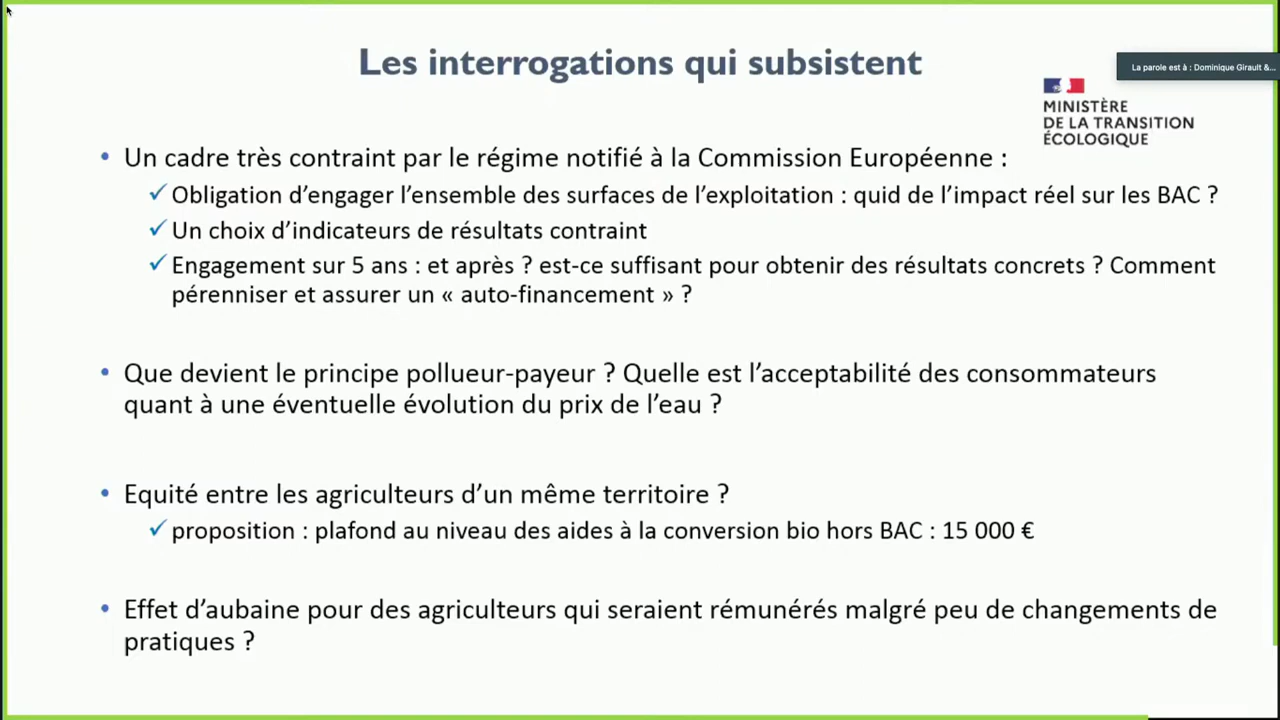 Les interrogations qui subsistent
La parole est à : Dominique Girault &...
MINISTÈRE
DE LA TRANSITION
ÉCOLOGIQUE
• Un cadre très contraint par le régime notifié à la Commission Européenne :
✓ Obligation d’engager l’ensemble des surfaces de l’exploitation : quid de l’impact réel sur les BAC ?
✓ Un choix d’indicateurs de résultats contraint
✓ Engagement sur 5 ans : et après ? est-ce suffisant pour obtenir des résultats concrets ? Comment
pérenniser et assurer un « auto-financement » ?
• Que devient le principe pollueur-payeur ? Quelle est l’acceptabilité des consommateurs
quant à une éventuelle évolution du prix de l’eau ?
• Equité entre les agriculteurs d’un même territoire ?
✓ proposition : plafond au niveau des aides à la conversion bio hors BAC : 15 000 €
• Effet d’aubaine pour des agriculteurs qui seraient rémunérés malgré peu de changements de
pratiques ?